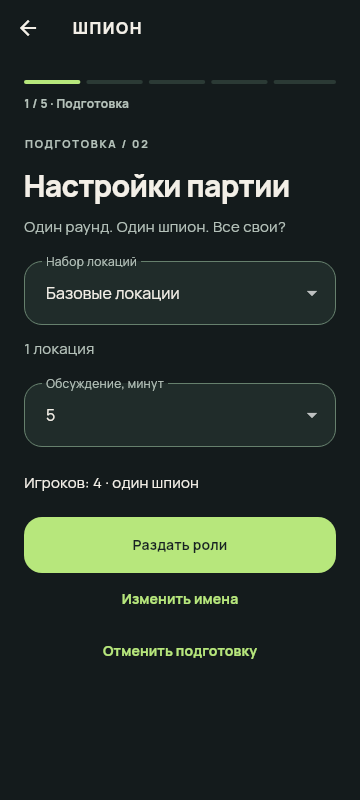 ШПИОН
1 / 5 · Подготовка
ПОДГОТОВКА / 02
Настройки партии
Один раунд. Один шпион. Все свои?
Набор локаций
Базовые локации
1 локация
Обсуждение, минут
5
Игроков: 4 · один шпион
Раздать роли
Изменить имена
Отменить подготовку